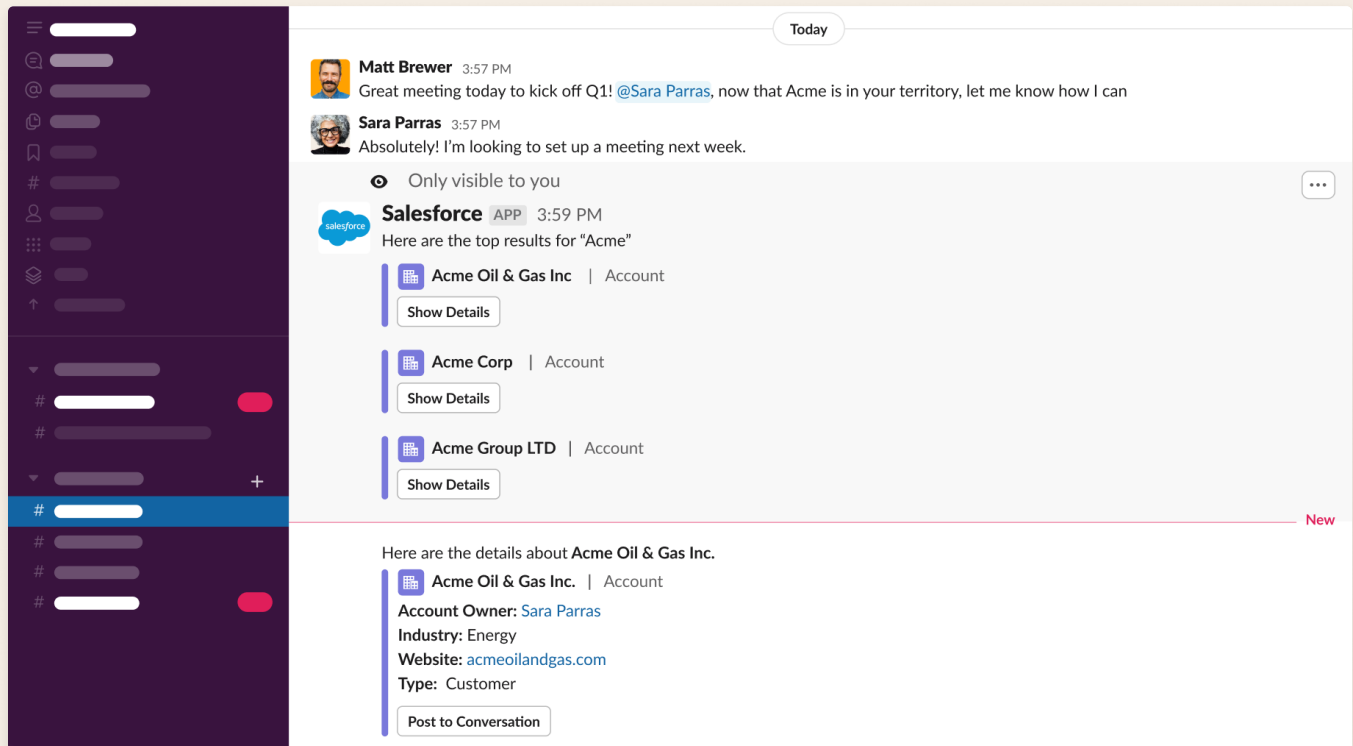 Today
Matt Brewer 3:57 PM
Great meeting today to kick off Q1! @Sara Parras, now that Acme is in your territory, let me know how I can
Sara Parras 3:57 PM
Absolutely! I'm looking to set up a meeting next week.
Only visible to you
salesforce
Salesforce APP 3:59 PM
Here are the top results for “Acme”
Acme Oil & Gas Inc | Account
Show Details
Acme Corp | Account
Show Details
Acme Group LTD | Account
Show Details
New
Here are the details about Acme Oil & Gas Inc.
Acme Oil & Gas Inc. | Account
Account Owner: Sara Parras
Industry: Energy
Website: acmeoilandgas.com
Type: Customer
Post to Conversation